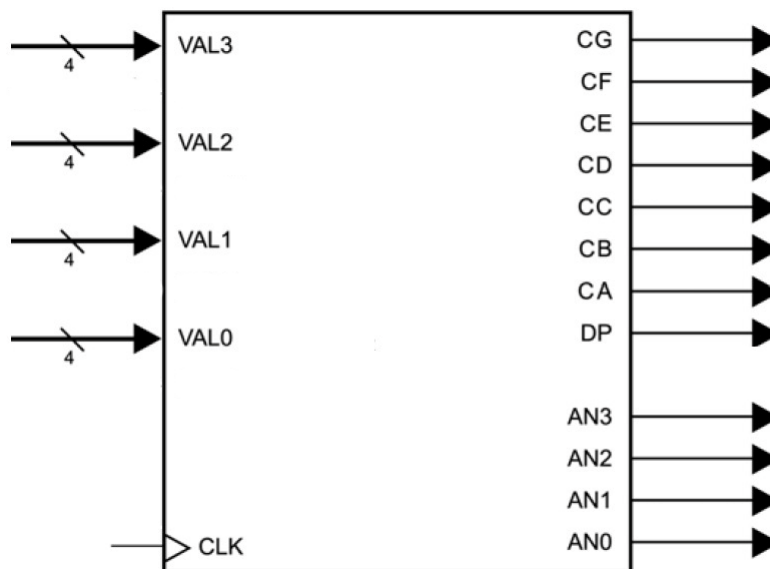 VAL3
4
VAL2
4
VAL1
4
VAL0
4
CLK
CG
CF
CE
CD
CC
CB
CA
DP
AN3
AN2
AN1
AN0